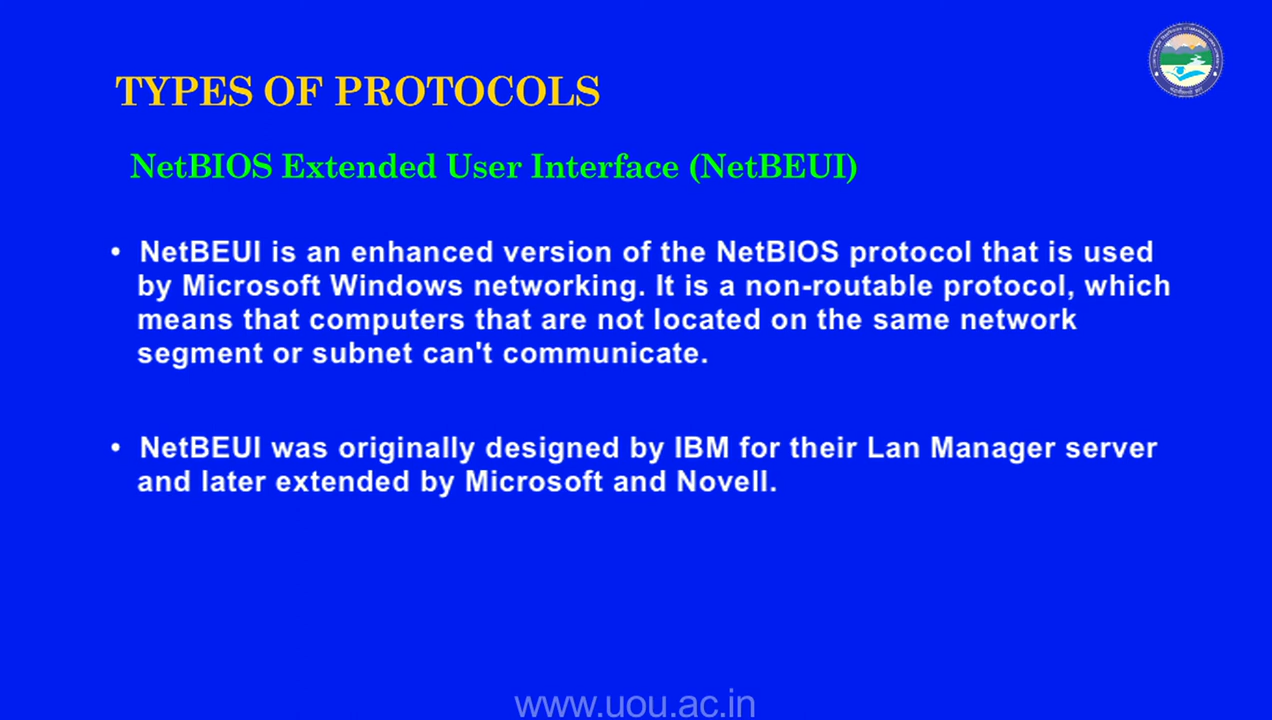 TYPES OF PROTOCOLS
NetBIOS Extended User Interface (NetBEUI)
• NetBEUI is an enhanced version of the NetBIOS protocol that is used
by Microsoft Windows networking. It is a non-routable protocol, which
means that computers that are not located on the same network
segment or subnet can't communicate.
• NetBEUI was originally designed by IBM for their Lan Manager server
and later extended by Microsoft and Novell.
www.uou.ac.in